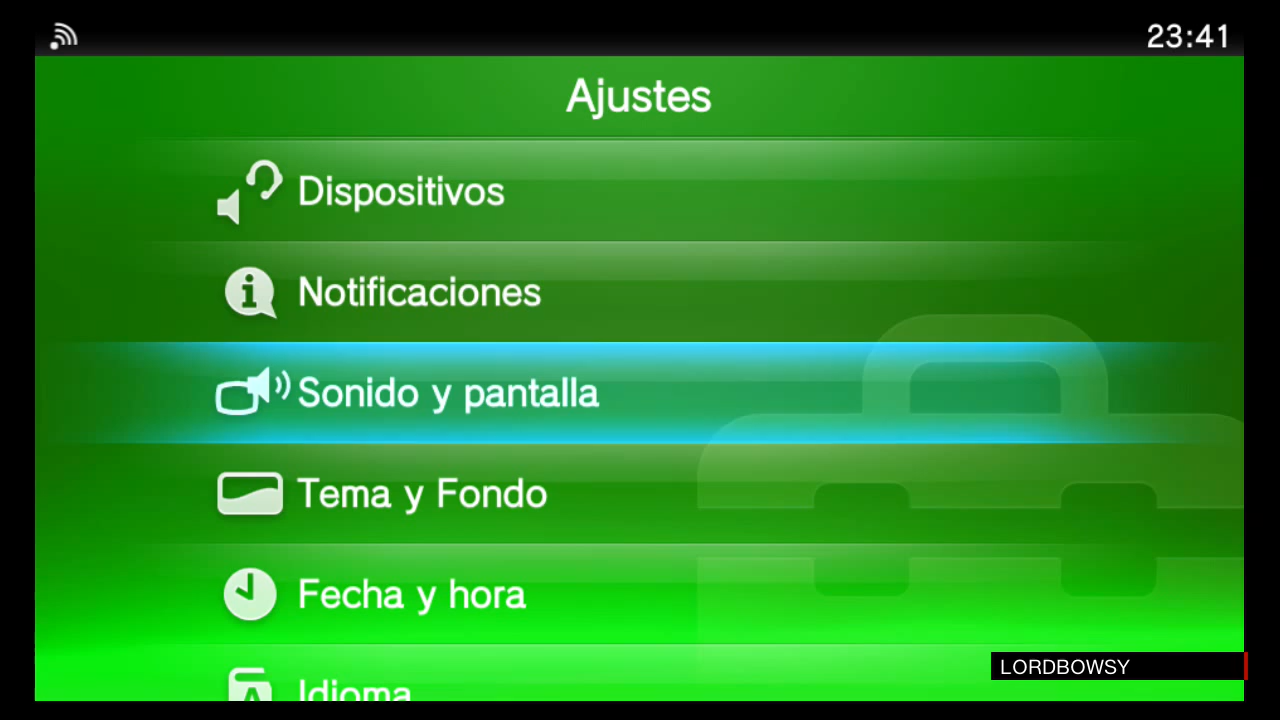 23:41
Ajustes
Dispositivos
Notificaciones
Sonido y pantalla
Tema y Fondo
Fecha y hora
Idioma
LORDBOWSY